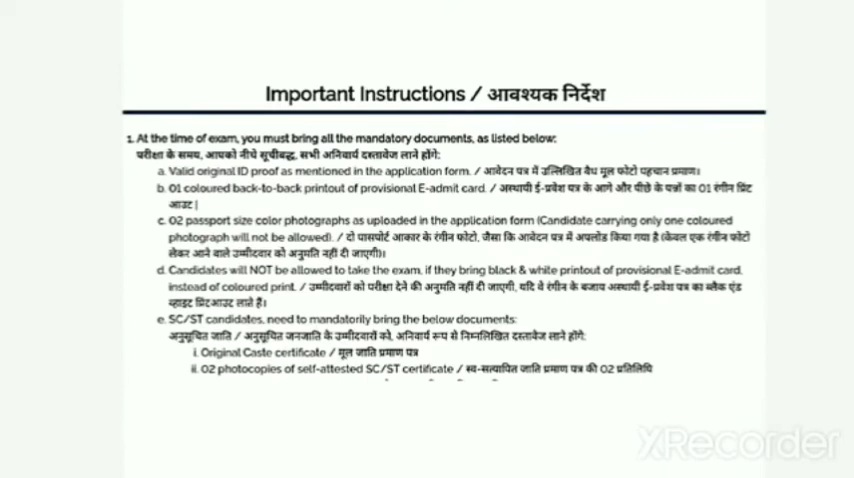 Important Instructions / आवश्यक निर्देश
1. At the time of exam, you must bring all the mandatory documents, as listed below:
परीक्षा के समय, आपको नीचे सूचीबद्ध, सभी अनिवार्य दस्तावेज लाने होंगे:
a. Valid original ID proof as mentioned in the application form. / आवेदन पत्र में उल्लिखित वैध मूल फोटो पहचान प्रमाण।
b. 01 coloured back-to-back printout of provisional E-admit card. / अस्थायी ई-प्रवेश पत्र के आगे और पीछे के पन्नों का 01 रंगीन प्रिंट
आउट |
c. 02 passport size color photographs as uploaded in the application form (Candidate carrying only one coloured
photograph will not be allowed). / दो पासपोर्ट आकार के रंगीन फोटो, जैसा कि आवेदन पत्र में अपलोड किया गया है (केवल एक रंगीन फोटो
लेकर आने वाले उम्मीदवार को अनुमति नहीं दी जाएगी)।
d. Candidates will NOT be allowed to take the exam, if they bring black & white printout of provisional E-admit card,
instead of coloured print. / उम्मीदवारों को परीक्षा देने की अनुमति नहीं दी जाएगी, यदि वे रंगीन के बजाय अस्थायी ई-प्रवेश पत्र का ब्लैक एंड
व्हाइट प्रिंटआउट लाते हैं।
e. SC/ST candidates, need to mandatorily bring the below documents:
अनुसूचित जाति / अनुसूचित जनजाति के उम्मीदवारों को, अनिवार्य रूप से निम्नलिखित दस्तावेज लाने होंगे:
i. Original Caste certificate / मूल जाति प्रमाण पत्र
ii. 02 photocopies of self-attested SC/ST certificate / स्व-सत्यापित जाति प्रमाण पत्र की 02 प्रतिलिपि
XRecorder